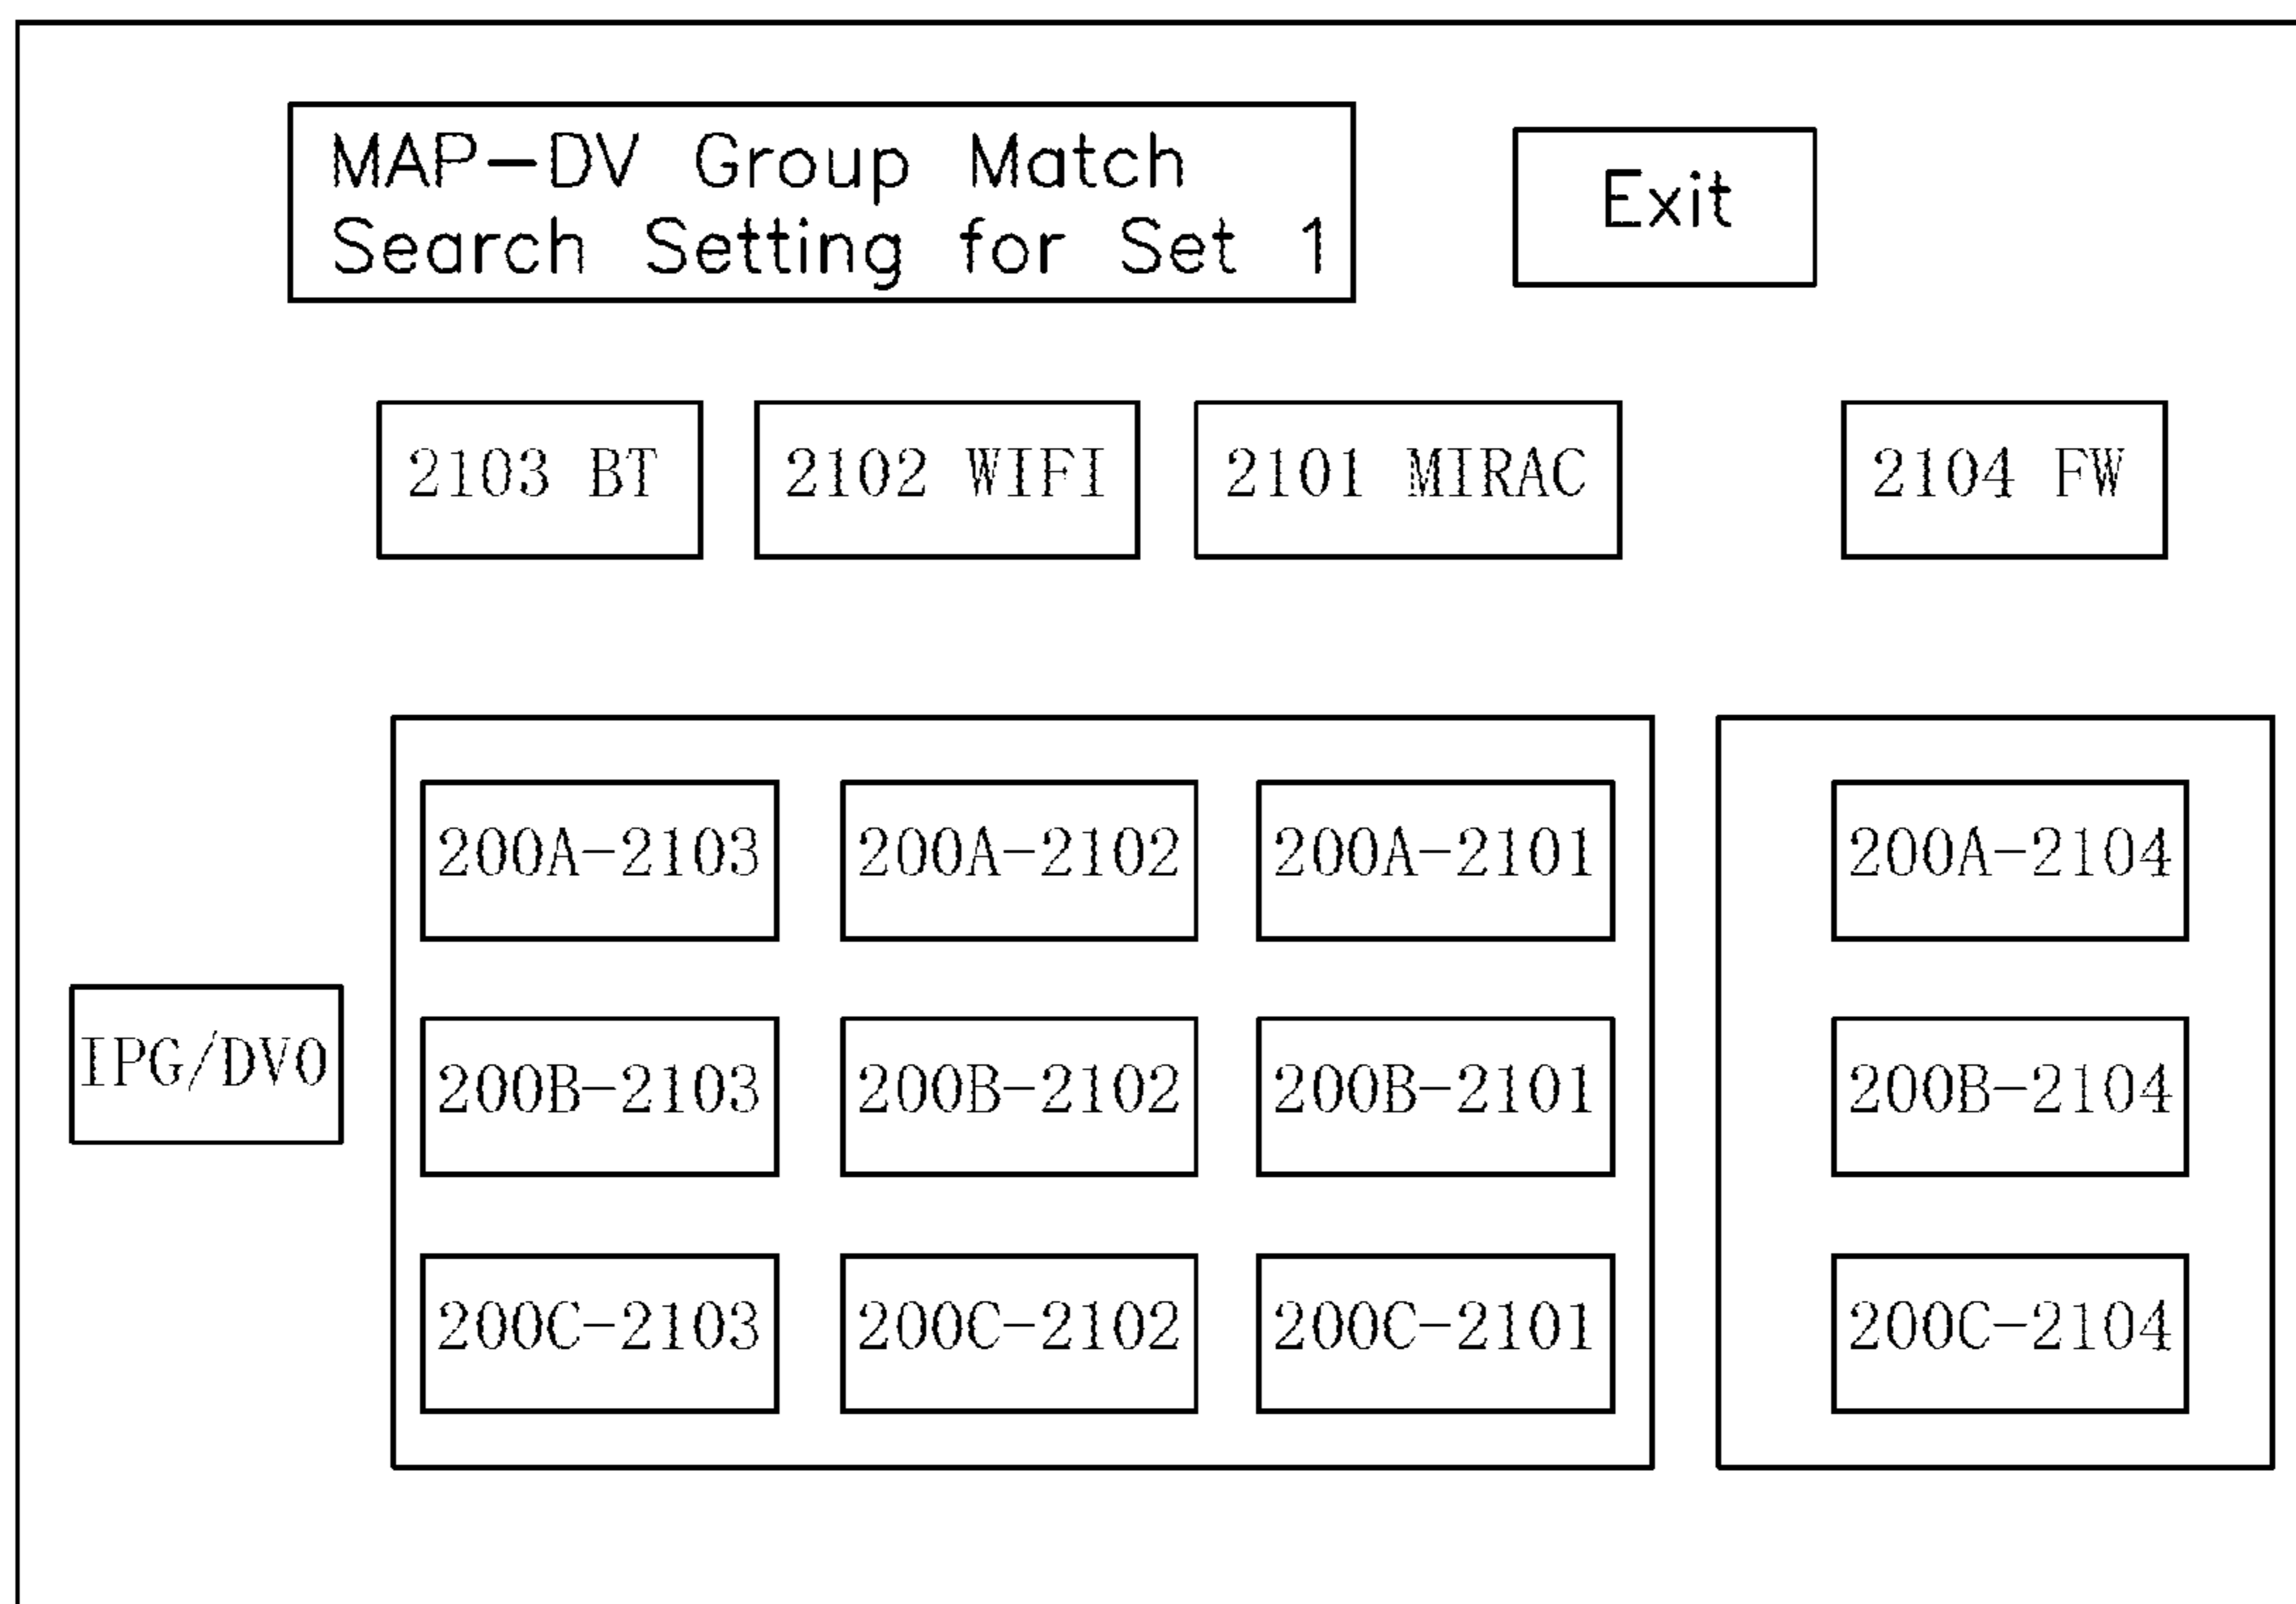 MAP-DV Group Match
Search Setting for Set 1
Exit
2103 BT
2102 WIFI
2101 MIRAC
2104 FW
200A-2103
200A-2102
200A-2101
200A-2104
IPG/DVO
200B-2103
200B-2102
200B-2101
200B-2104
200C-2103
200C-2102
200C-2101
200C-2104